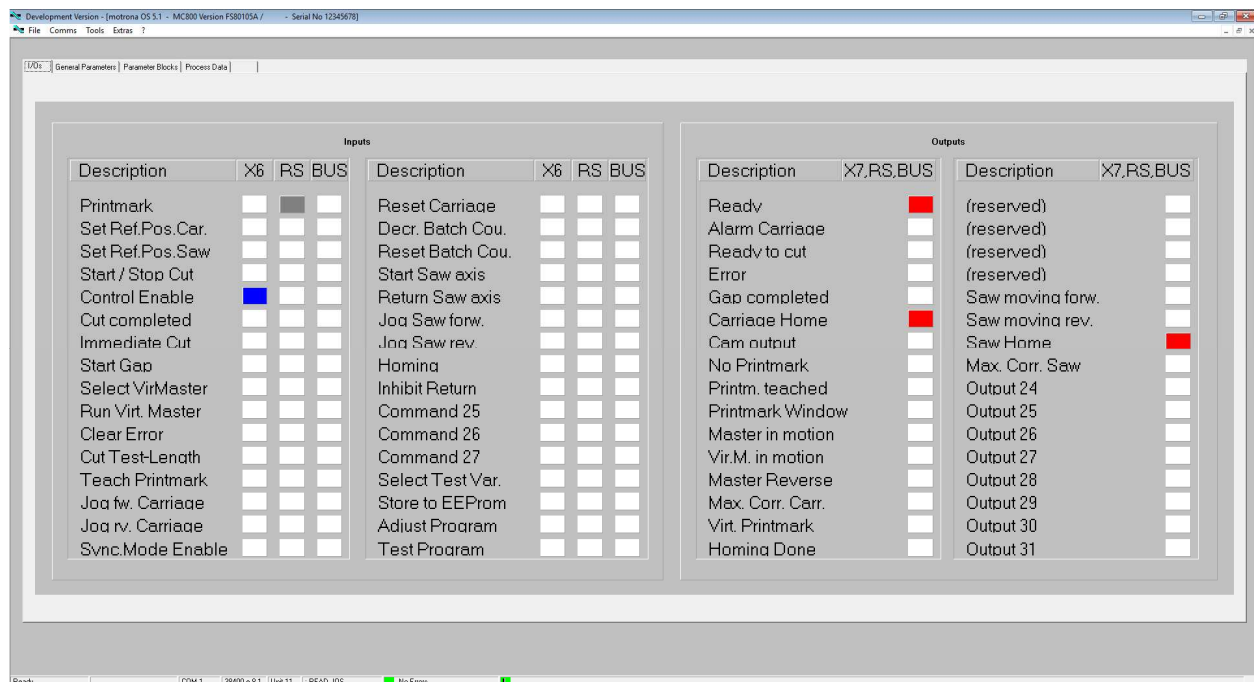 Development Version - [motrona OS 5.1 - MC800 Version FS80105A / - Serial No 12345678]
File Comms Tools Extras ?
I/Os General Parameters Parameter Blocks Process Data
Inputs
Description X6 RS BUS Description X6 RS BUS
Printmark Reset Carriage
Set Ref.Pos.Car. Decr. Batch Cou.
Set Ref.Pos.Saw Reset Batch Cou.
Start / Stop Cut Start Saw axis
Control Enable Return Saw axis
Cut completed Jog Saw forw.
Immediate Cut Jog Saw rev.
Start Gap Homing
Select VirMaster Inhibit Return
Run Virt. Master Command 25
Clear Error Command 26
Cut Test-Length Command 27
Teach Printmark Select Test Var.
Jog fw. Carriage Store to EEProm
Jog rv. Carriage Adjust Program
Sync.Mode Enable Test Program
Outputs
Description X7,RS,BUS Description X7,RS,BUS
Ready (reserved)
Alarm Carriage (reserved)
Ready to cut (reserved)
Error (reserved)
Gap completed Saw moving forw.
Carriage Home Saw moving rev.
Cam output Saw Home
No Printmark Max. Corr. Saw
Printm. teached Output 24
Printmark Window Output 25
Master in motion Output 26
Vir.M. in motion Output 27
Master Reverse Output 28
Max. Corr. Carr. Output 29
Virt. Printmark Output 30
Homing Done Output 31
Ready COM 1 38400 e 8 1 Unit 11 : READ_IOS No Error